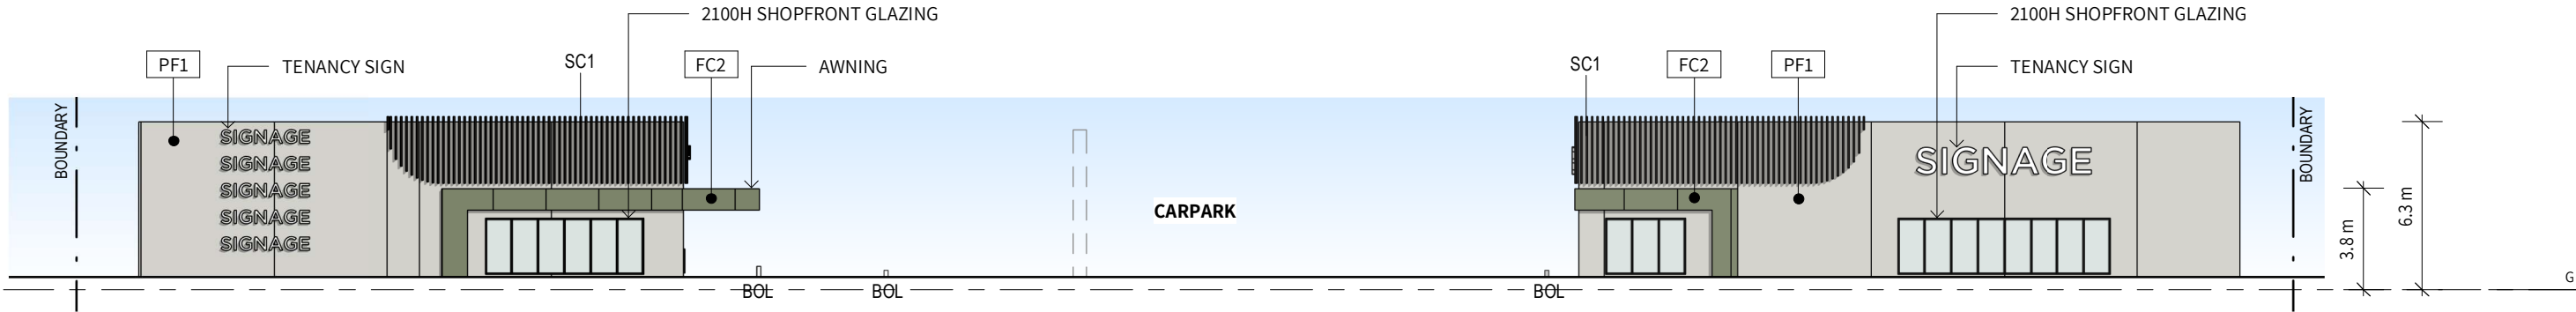 2100H SHOPFRONT GLAZING
2100H SHOPFRONT GLAZING
PF1
TENANCY SIGN
SC1
FC2
AWNING
SC1
FC2
PF1
TENANCY SIGN
BOUNDARY
BOUNDARY
SIGNAGE
SIGNAGE
SIGNAGE
SIGNAGE
SIGNAGE
SIGNAGE
CARPARK
3.8 m
6.3 m
BOL
BOL
BOL
G